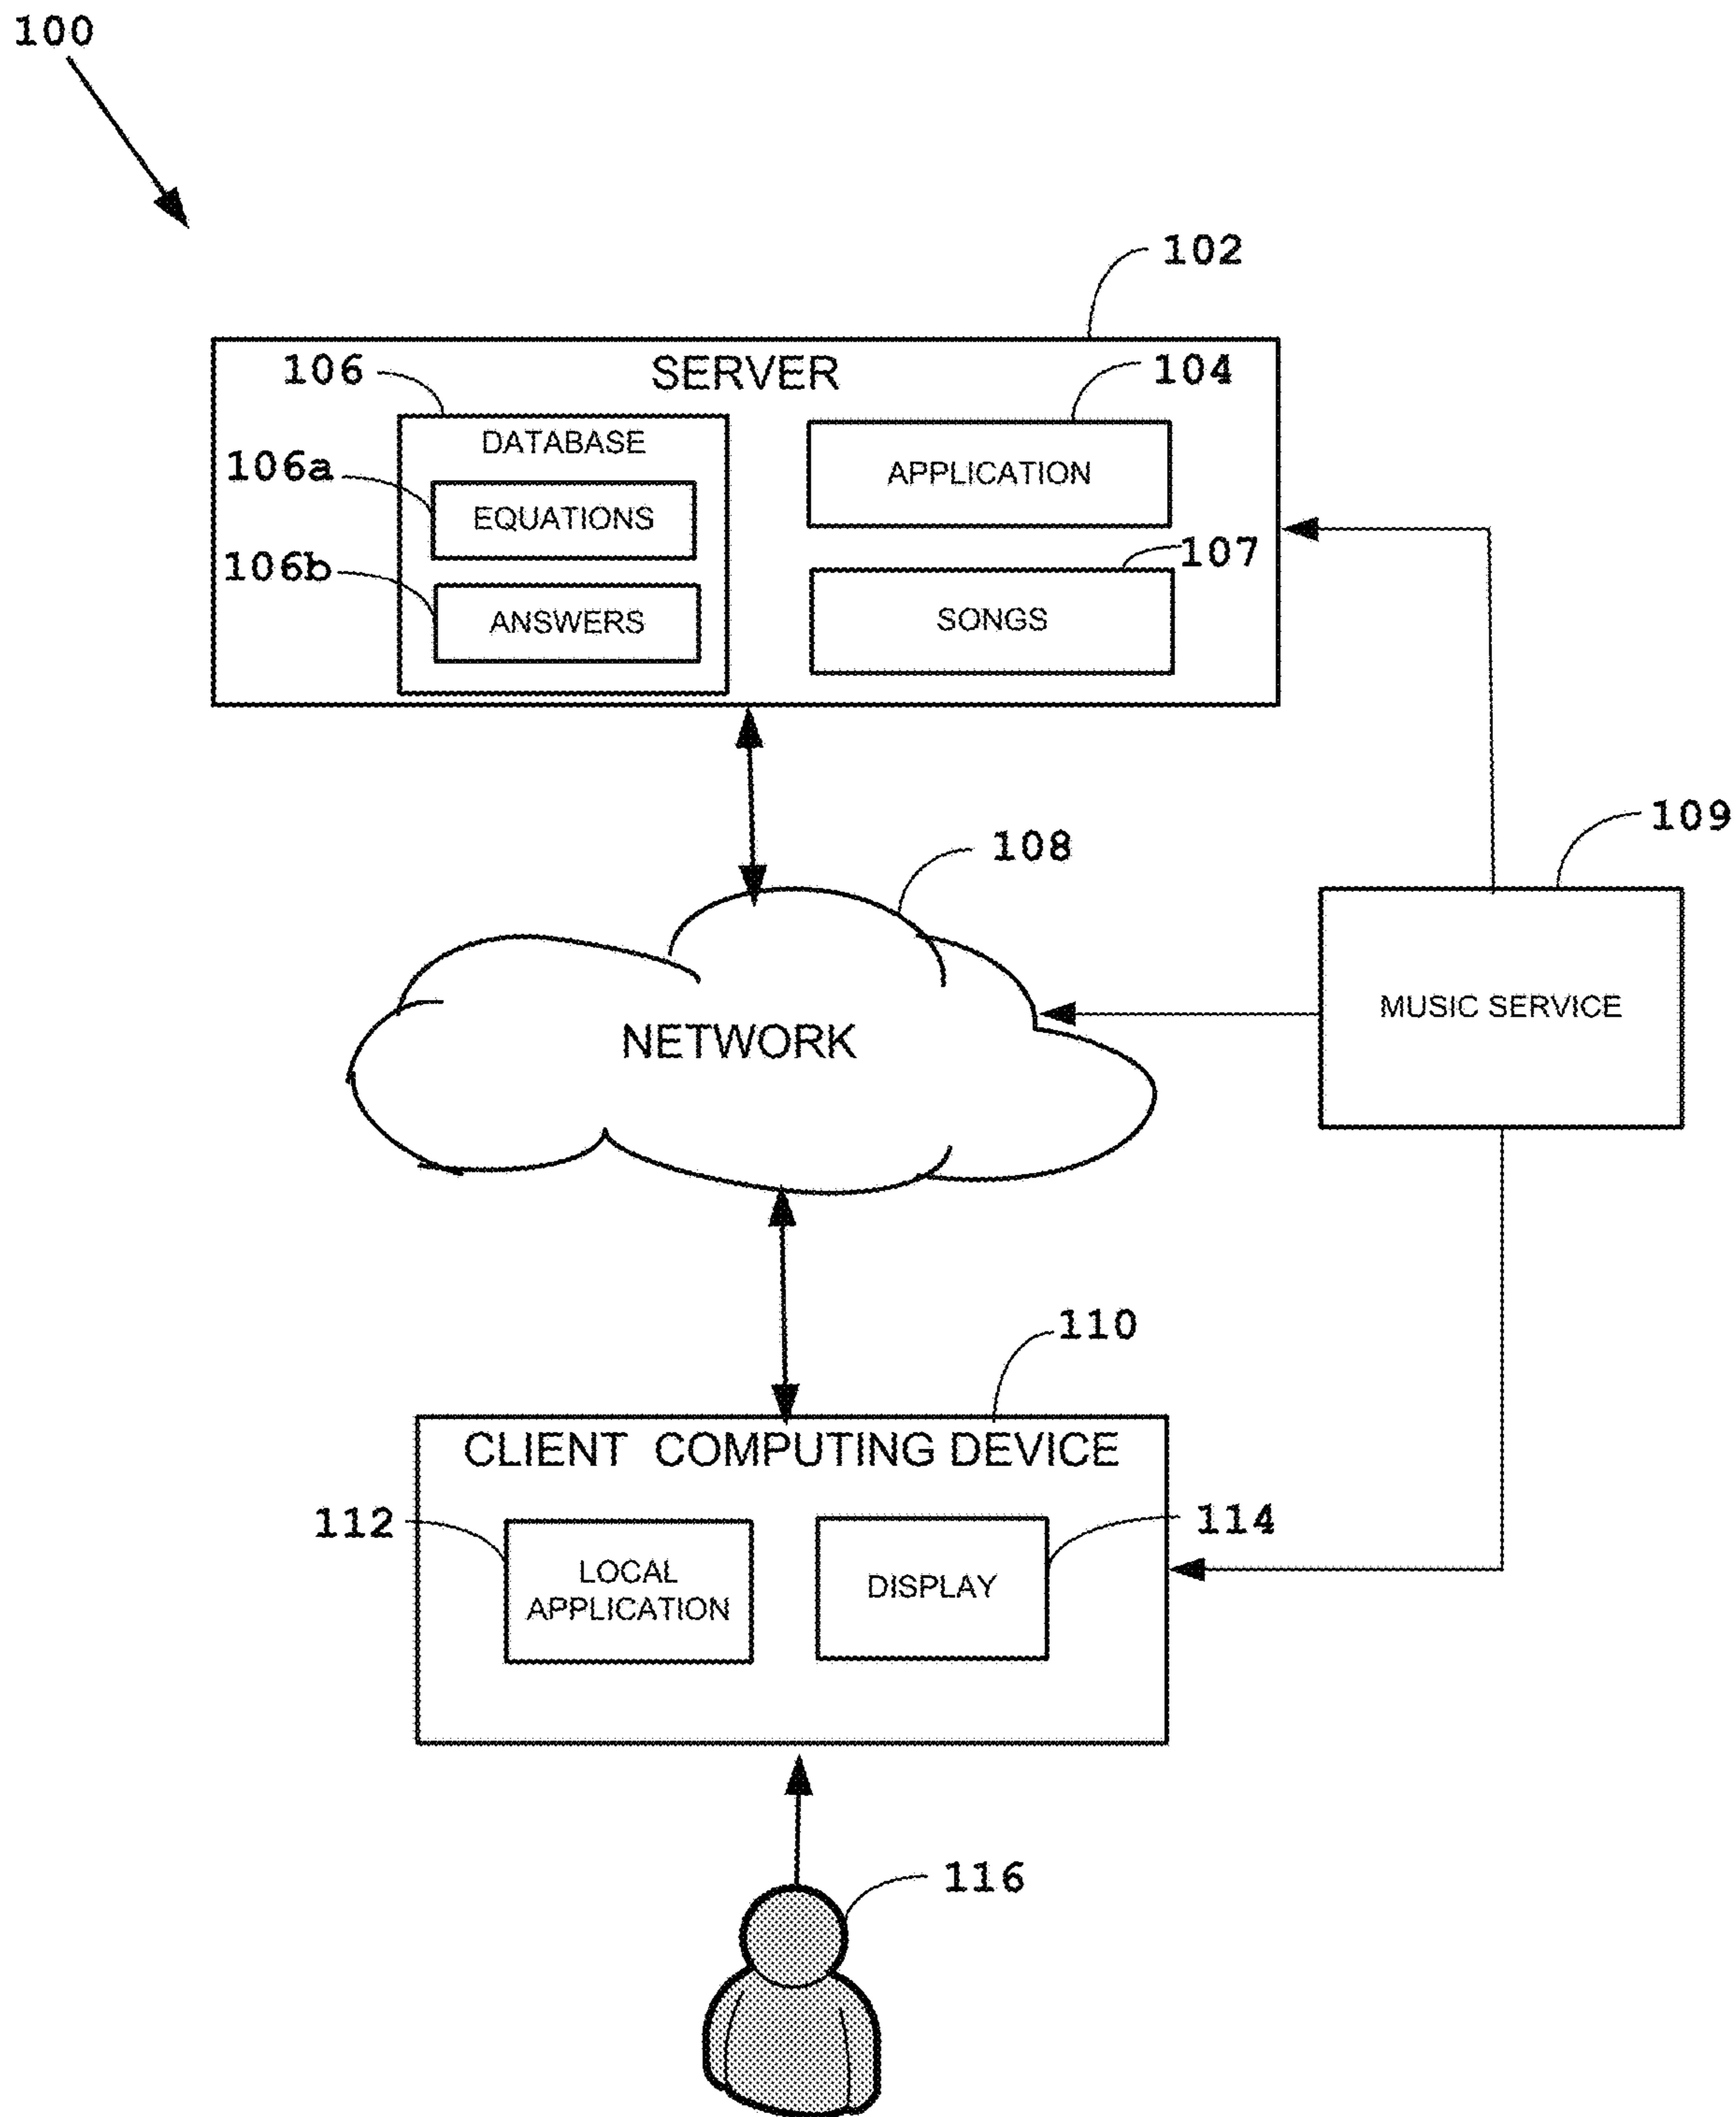 100
102
SERVER
106
104
DATABASE
106a
APPLICATION
EQUATIONS
106b
107
ANSWERS
SONGS
109
108
MUSIC SERVICE
NETWORK
110
CLIENT COMPUTING DEVICE
112
114
LOCAL
APPLICATION
DISPLAY
116